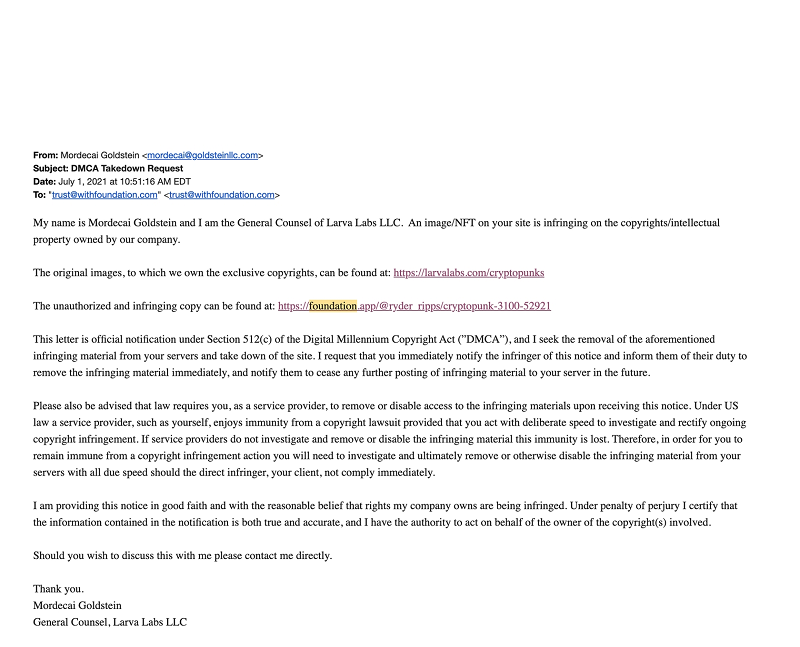 From: Mordecai Goldstein <mordecai@goldsteinllc.com>
Subject: DMCA Takedown Request
Date: July 1, 2021 at 10:51:16 AM EDT
To: "trust@withfoundation.com" <trust@withfoundation.com>
My name is Mordecai Goldstein and I am the General Counsel of Larva Labs LLC. An image/NFT on your site is infringing on the copyrights/intellectual
property owned by our company.
The original images, to which we own the exclusive copyrights, can be found at: https://larvalabs.com/cryptopunks
The unauthorized and infringing copy can be found at: https://foundation.app/@ryder_ripps/cryptopunk-3100-52921
This letter is official notification under Section 512(c) of the Digital Millennium Copyright Act (”DMCA”), and I seek the removal of the aforementioned
infringing material from your servers and take down of the site. I request that you immediately notify the infringer of this notice and inform them of their duty to
remove the infringing material immediately, and notify them to cease any further posting of infringing material to your server in the future.
Please also be advised that law requires you, as a service provider, to remove or disable access to the infringing materials upon receiving this notice. Under US
law a service provider, such as yourself, enjoys immunity from a copyright lawsuit provided that you act with deliberate speed to investigate and rectify ongoing
copyright infringement. If service providers do not investigate and remove or disable the infringing material this immunity is lost. Therefore, in order for you to
remain immune from a copyright infringement action you will need to investigate and ultimately remove or otherwise disable the infringing material from your
servers with all due speed should the direct infringer, your client, not comply immediately.
I am providing this notice in good faith and with the reasonable belief that rights my company owns are being infringed. Under penalty of perjury I certify that
the information contained in the notification is both true and accurate, and I have the authority to act on behalf of the owner of the copyright(s) involved.
Should you wish to discuss this with me please contact me directly.
Thank you.
Mordecai Goldstein
General Counsel, Larva Labs LLC